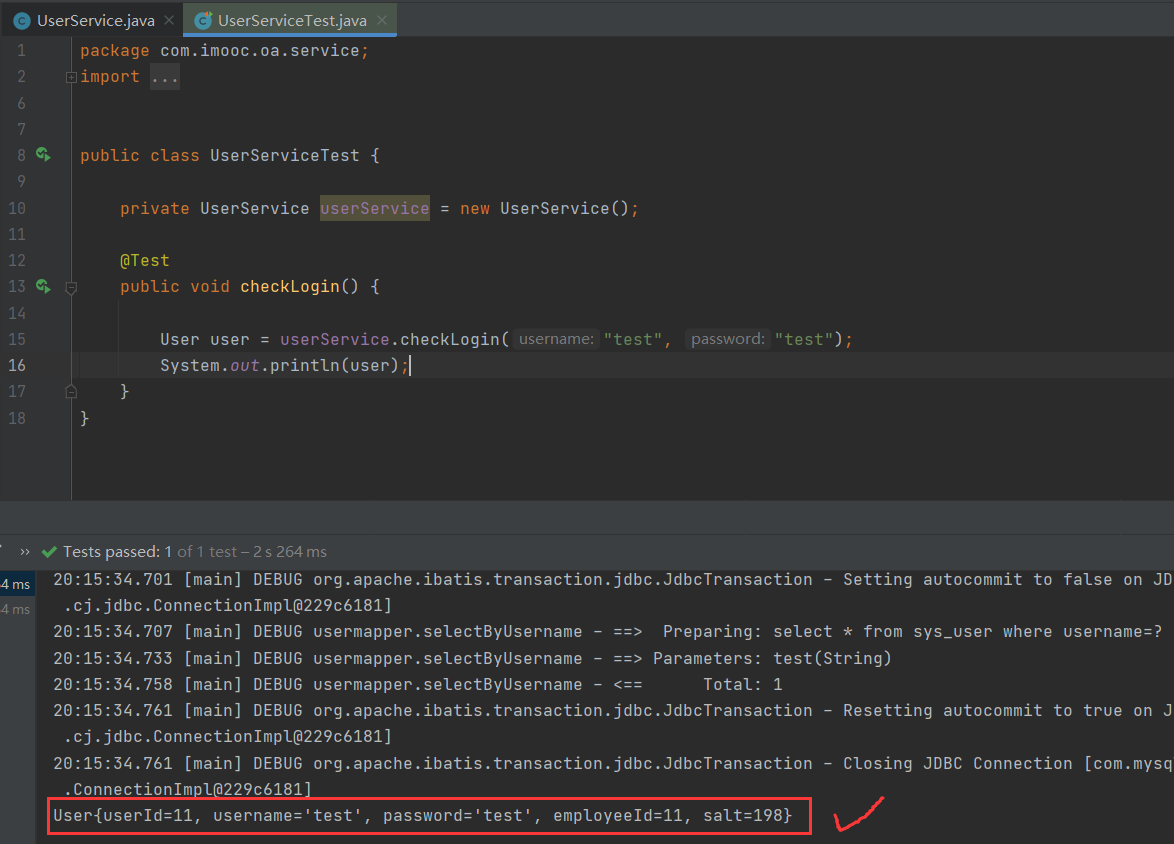 UserService.java × UserServiceTest.java ×
1 package com.imooc.oa.service;
2 import ...
6
7
8 public class UserServiceTest {
9
10 private UserService userService = new UserService();
11
12 @Test
13 public void checkLogin() {
14
15 User user = userService.checkLogin( username: "test", password: "test");
16 System.out.println(user);
17 }
18 }
>> Tests passed: 1 of 1 test – 2 s 264 ms
4 ms 20:15:34.701 [main] DEBUG org.apache.ibatis.transaction.jdbc.JdbcTransaction - Setting autocommit to false on JD
4 ms .cj.jdbc.ConnectionImpl@229c6181]
20:15:34.707 [main] DEBUG usermapper.selectByUsername - ==>  Preparing: select * from sys_user where username=?
20:15:34.733 [main] DEBUG usermapper.selectByUsername - ==> Parameters: test(String)
20:15:34.758 [main] DEBUG usermapper.selectByUsername - <==      Total: 1
20:15:34.761 [main] DEBUG org.apache.ibatis.transaction.jdbc.JdbcTransaction - Resetting autocommit to true on J
.cj.jdbc.ConnectionImpl@229c6181]
20:15:34.761 [main] DEBUG org.apache.ibatis.transaction.jdbc.JdbcTransaction - Closing JDBC Connection [com.mysq
.ConnectionImpl@229c6181]
User{userId=11, username='test', password='test', employeeId=11, salt=198}